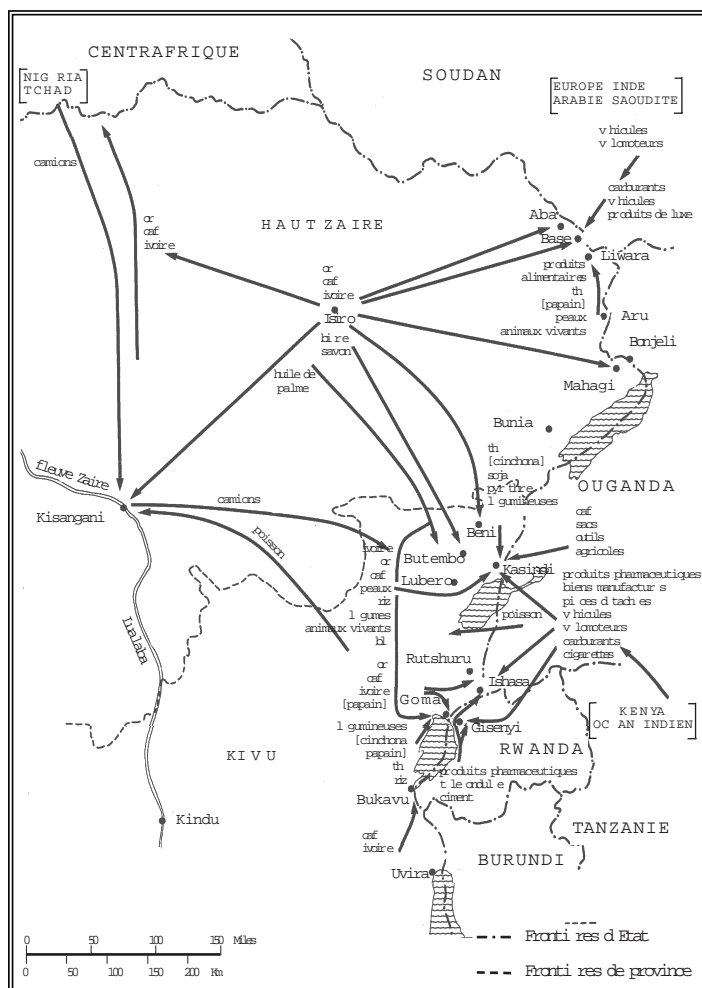 CENTRAFRIQUE
NIG RIA
TCHAD
SOUDAN
EUROPE INDE
ARABIE SAOUDITE
v hicules
v lomoteurs
camions
carburants
v hicules
produits de luxe
or
caf
ivoire
HAUT ZAIRE
Aba
Base
Liwara
or
caf
ivoire
Isiro
produits
alimentaires
th
[papain]
peaux
animaux vivants
Aru
Bonjeli
Mahagi
bi re
savon
huile de
palme
Bunia
th
[cinchona]
soja
pyr thre
l gumineuses
OUGANDA
fleuve Zaire
Kisangani
camions
poisson
caf
sacs
outils
agricoles
Beni
Butembo
Kasindi
Lubero
ivoire
or
caf
peaux
riz
l gumes
animaux vivants
bl
produits pharmaceutiques
biens manufactur s
pi ces d tach es
v hicules
v lomoteurs
carburants
cigarettes
poisson
Lualaba
or
caf
ivoire
[papain]
Rutshuru
Ishasa
Goma
Gisenyi
KENYA
OC AN INDIEN
l gumineuses
[cinchona
papain]
th
riz
KIVU
RWANDA
produits pharmaceutiques
t le ondul e
ciment
Bukavu
Kindu
caf
ivoire
TANZANIE
BURUNDI
Uvira
0 50 100 150 Miles
0 50 100 150 200 Km
Fronti res d Etat
Fronti res de province